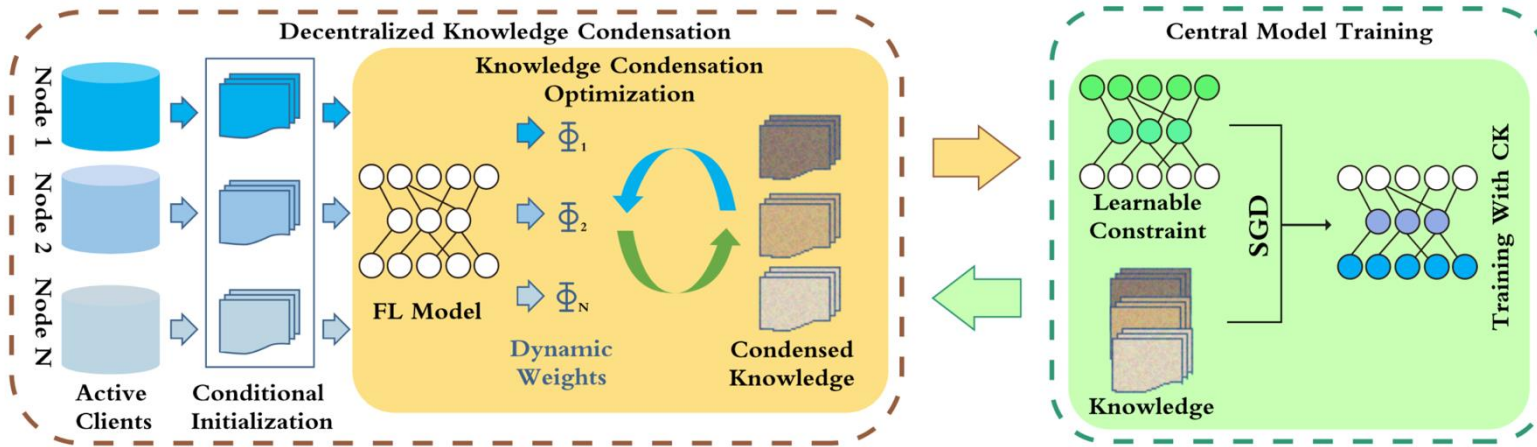 Decentralized Knowledge Condensation
Node 1
Node 2
Node N
Active
Clients
Conditional
Initialization
Knowledge Condensation
Optimization
FL Model
Φ1
Φ2
ΦN
Dynamic
Weights
Condensed
Knowledge
Central Model Training
Learnable
Constraint
Knowledge
SGD
Training With CK